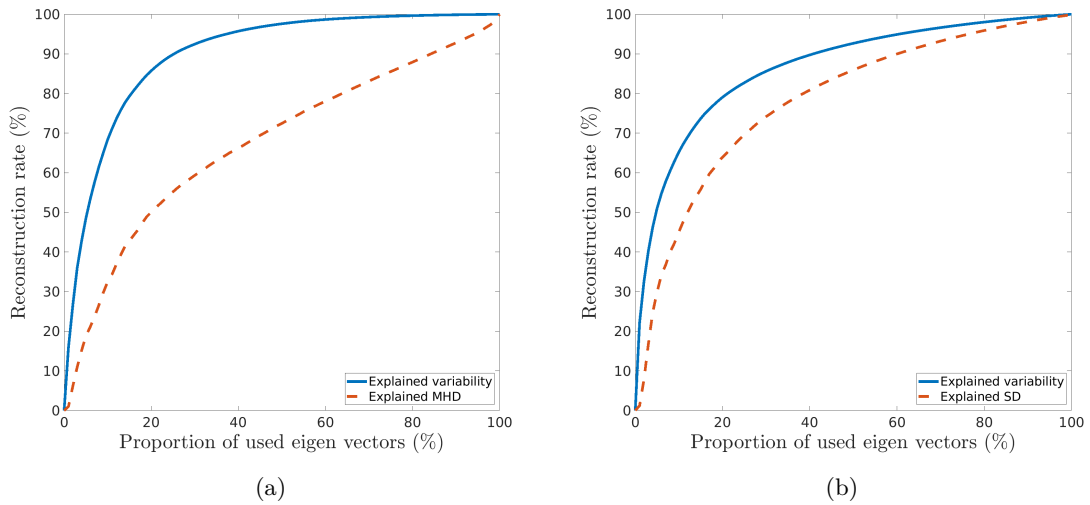 100
90
80
70
60
50
40
30
20
10
0
Reconstruction rate (%)
0 20 40 60 80 100
Proportion of used eigen vectors (%)
Explained variability
Explained MHD
(a)
100
90
80
70
60
50
40
30
20
10
0
Reconstruction rate (%)
0 20 40 60 80 100
Proportion of used eigen vectors (%)
Explained variability
Explained SD
(b)